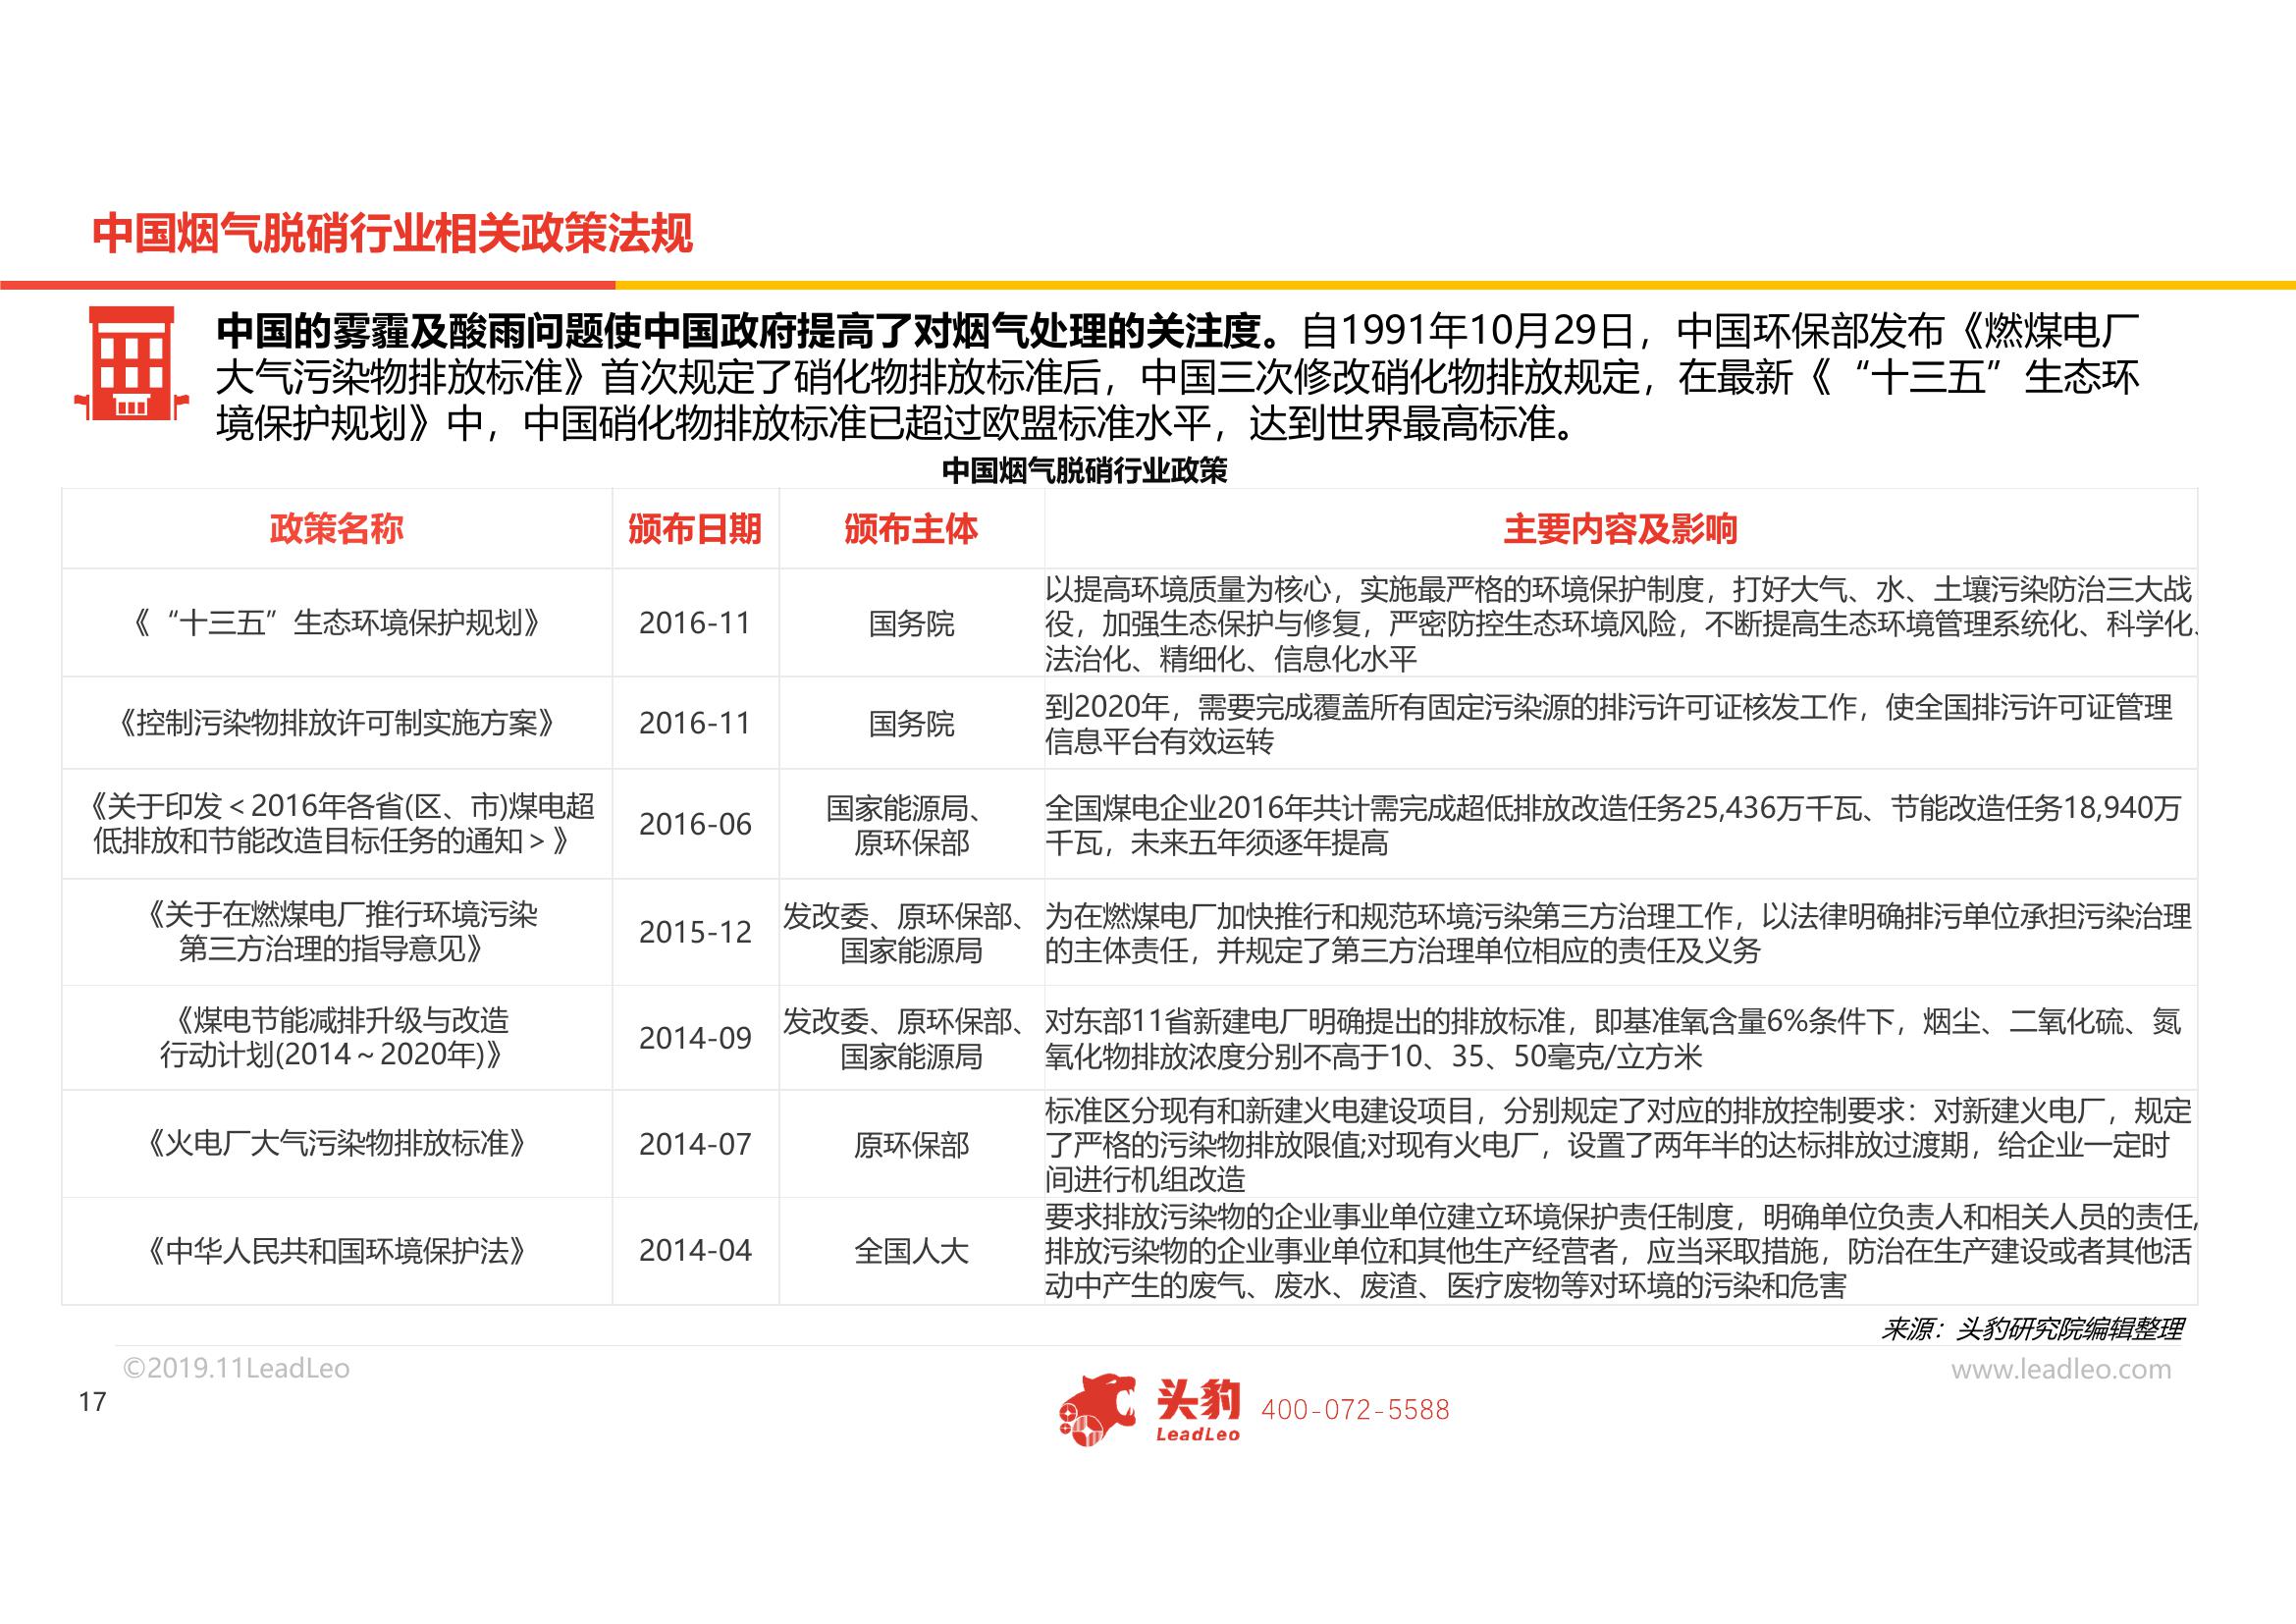 中国烟气脱硝行业相关政策法规
中国的雾霾及酸雨问题使中国政府提高了对烟气处理的关注度。自1991年10月29日，中国环保部发布《燃煤电厂
大气污染物排放标准》首次规定了硝化物排放标准后，中国三次修改硝化物排放规定，在最新《“十三五”生态环
境保护规划》中，中国硝化物排放标准已超过欧盟标准水平，达到世界最高标准。
中国烟气脱硝行业政策
政策名称 颁布日期 颁布主体 主要内容及影响
《“十三五”生态环境保护规划》 2016-11 国务院
以提高环境质量为核心，实施最严格的环境保护制度，打好大气、水、土壤污染防治三大战
役，加强生态保护与修复，严密防控生态环境风险，不断提高生态环境管理系统化、科学化、
法治化、精细化、信息化水平
《控制污染物排放许可制实施方案》 2016-11 国务院
到2020年，需要完成覆盖所有固定污染源的排污许可证核发工作，使全国排污许可证管理
信息平台有效运转
《关于印发＜2016年各省(区、市)煤电超
低排放和节能改造目标任务的通知＞》
2016-06
国家能源局、
原环保部
全国煤电企业2016年共计需完成超低排放改造任务25,436万千瓦、节能改造任务18,940万
千瓦，未来五年须逐年提高
《关于在燃煤电厂推行环境污染
第三方治理的指导意见》
2015-12
发改委、原环保部、
国家能源局
为在燃煤电厂加快推行和规范环境污染第三方治理工作，以法律明确排污单位承担污染治理
的主体责任，并规定了第三方治理单位相应的责任及义务
《煤电节能减排升级与改造
行动计划(2014～2020年)》
2014-09
发改委、原环保部、
国家能源局
对东部11省新建电厂明确提出的排放标准，即基准氧含量6%条件下，烟尘、二氧化硫、氮
氧化物排放浓度分别不高于10、35、50毫克/立方米
《火电厂大气污染物排放标准》 2014-07 原环保部
标准区分现有和新建火电建设项目，分别规定了对应的排放控制要求：对新建火电厂，规定
了严格的污染物排放限值;对现有火电厂，设置了两年半的达标排放过渡期，给企业一定时
间进行机组改造
《中华人民共和国环境保护法》 2014-04 全国人大
要求排放污染物的企业事业单位建立环境保护责任制度，明确单位负责人和相关人员的责任，
排放污染物的企业事业单位和其他生产经营者，应当采取措施，防治在生产建设或者其他活
动中产生的废气、废水、废渣、医疗废物等对环境的污染和危害
来源：头豹研究院编辑整理
©2019.11LeadLeo
www.leadleo.com
17
头豹
LeadLeo
400-072-5588